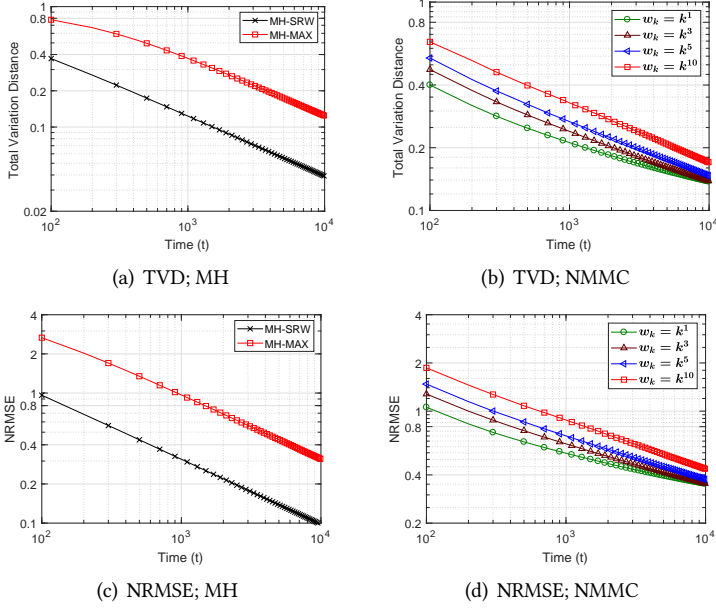 Total Variation Distance
1
0.8
0.4
0.1
0.02
10^2
10^3
10^4
Time (t)
MH-SRW
MH-MAX
(a) TVD; MH
Total Variation Distance
1
0.8
0.4
0.2
0.1
10^2
10^3
10^4
Time (t)
w_k = k^1
w_k = k^3
w_k = k^5
w_k = k^10
(b) TVD; NMMC
NRMSE
4
2
1
0.4
0.2
0.1
10^2
10^3
10^4
Time (t)
MH-SRW
MH-MAX
(c) NRMSE; MH
NRMSE
4
2
1
0.8
0.4
0.2
10^2
10^3
10^4
Time (t)
w_k = k^1
w_k = k^3
w_k = k^5
w_k = k^10
(d) NRMSE; NMMC